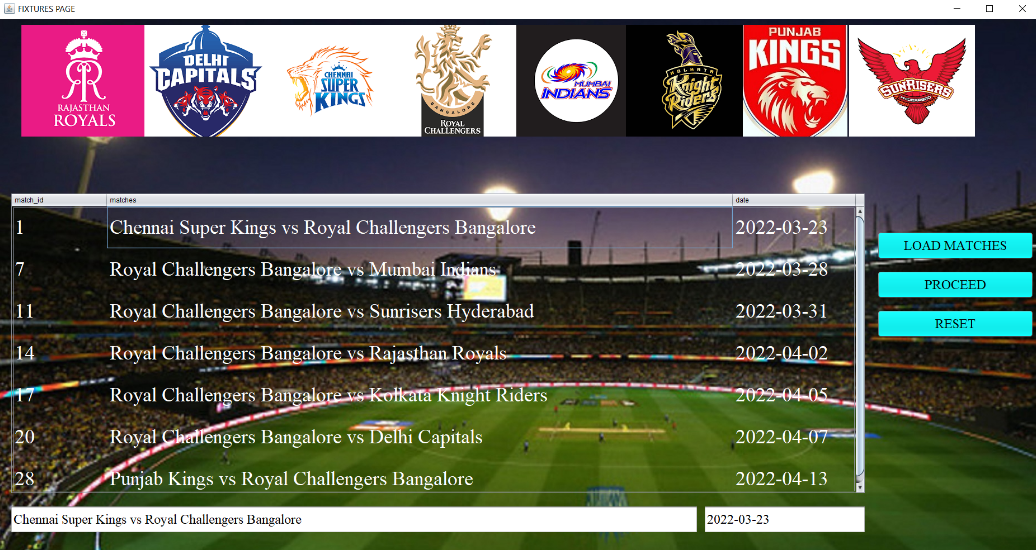 FIXTURES PAGE
RAJASTHAN
ROYALS
DELHI
CAPITALS
CHENNAI
SUPER
KINGS
BANGALORE
ROYAL
CHALLENGERS
MUMBAI
INDIANS
KOLKATA
Knight
Riders
PUNJAB
KINGS
SUNRISERS
match_id matches date
1 Chennai Super Kings vs Royal Challengers Bangalore 2022-03-23
7 Royal Challengers Bangalore vs Mumbai Indians 2022-03-28
11 Royal Challengers Bangalore vs Sunrisers Hyderabad 2022-03-31
14 Royal Challengers Bangalore vs Rajasthan Royals 2022-04-02
17 Royal Challengers Bangalore vs Kolkata Knight Riders 2022-04-05
20 Royal Challengers Bangalore vs Delhi Capitals 2022-04-07
28 Punjab Kings vs Royal Challengers Bangalore 2022-04-13
LOAD MATCHES
PROCEED
RESET
Chennai Super Kings vs Royal Challengers Bangalore 2022-03-23